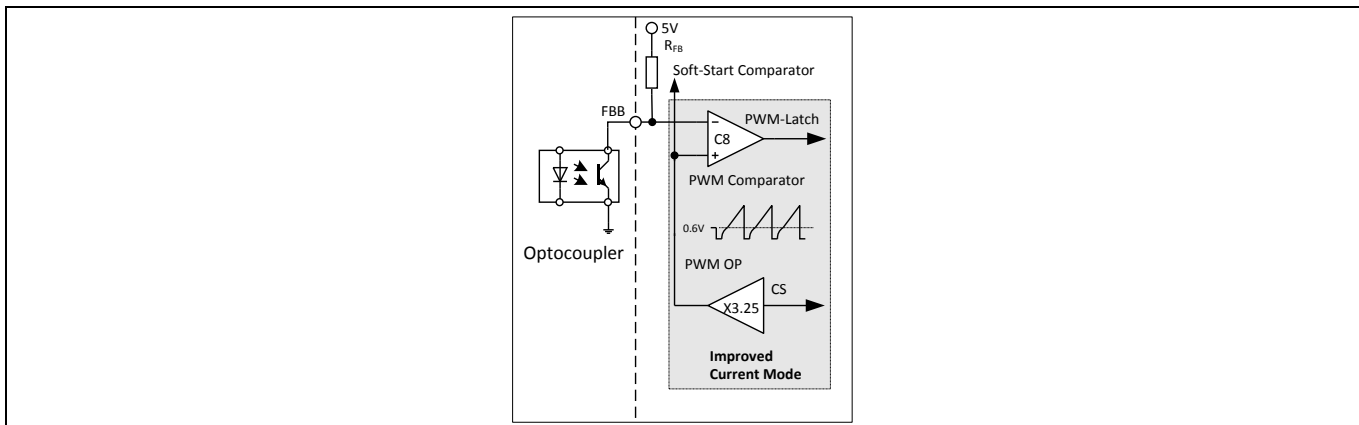 5V
RFB
Soft-Start Comparator
FBB
PWM-Latch
−
C8
+
PWM Comparator
0.6V
Optocoupler
PWM OP
CS
X3.25
Improved
Current Mode